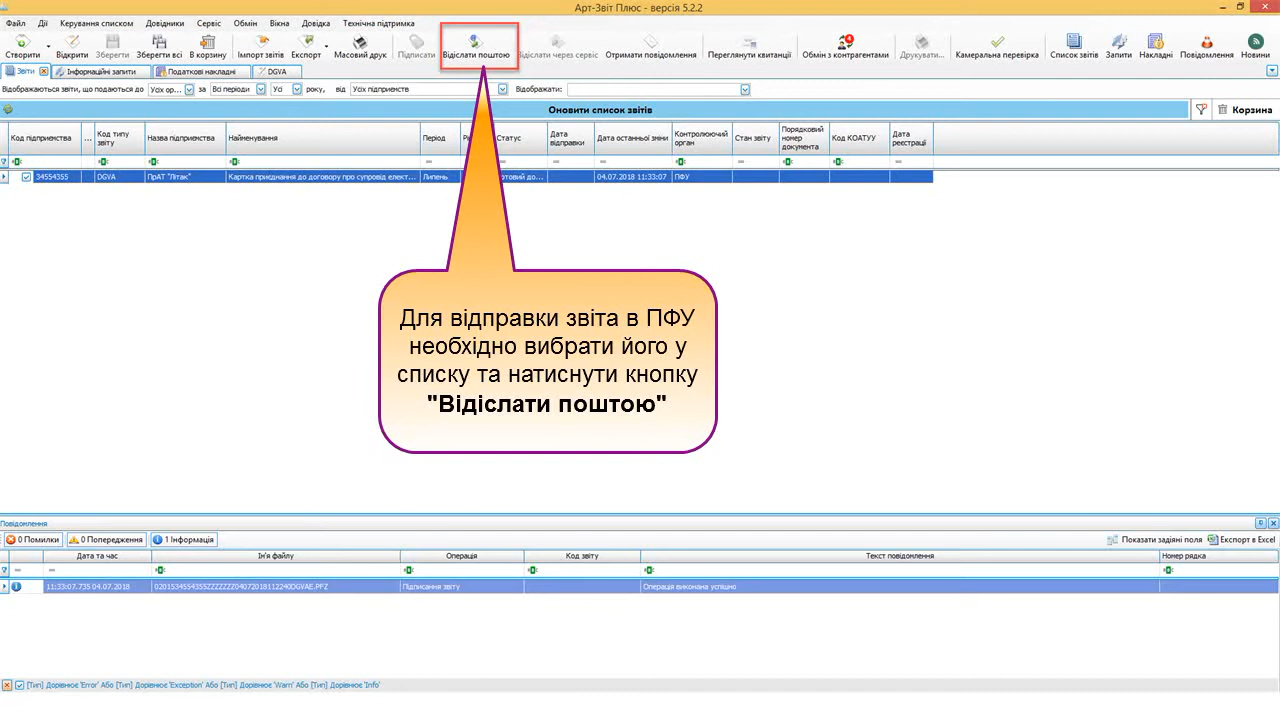 Арт-Звіт Плюс - версія 5.2.2
Файл Дії Керування списком Довідники Сервіс Обмін Вікна Довідка Технічна підтримка
Створити Відкрити Зберегти Зберегти всі В корзину Імпорт звітів Експорт Масовий друк Підписати Відіслати поштою Відіслати через сервіс Отримати повідомлення Переглянути квитанції Обмін з контрагентами Друкувати... Камеральна перевірка Список звітів Запити Накладні Повідомлення Новини
Звіти Інформаційні запити Податкові накладні DGVA
Відображаються звіти, що подаються до Усіх ор... за Всі періоди Усі року, від Усіх підприємств Відображати:
Оновити список звітів Корзина
Код підприємства ... Код типу звіту Назва підприємства Найменування Період Статус Дата відправки Дата останньої зміни Контролюючий орган Стан звіту Порядковий номер документа Код КОАТУУ Дата реєстрації
34554355 DGVA ПрАТ "Літак" Картка приєднання до договору про супровід елект... Липень 04.07.2018 11:33:07 ПФУ
Для відправки звіта в ПФУ
необхідно вибрати його у
списку та натиснути кнопку
"Відіслати поштою"
Повідомлення
0 Помилки 0 Попередження 1 Інформація Показати задіяні поля Експорт в Excel
Дата та час Ім'я файлу Операція Код звіту Текст повідомлення Номер рядка
11:33:07.735 04.07.2018 Підписання звіту Операція виконана успішно
[Тип] Дорівнює 'Error' Або [Тип] Дорівнює 'Exception' Або [Тип] Дорівнює 'Warn' Або [Тип] Дорівнює 'Info'